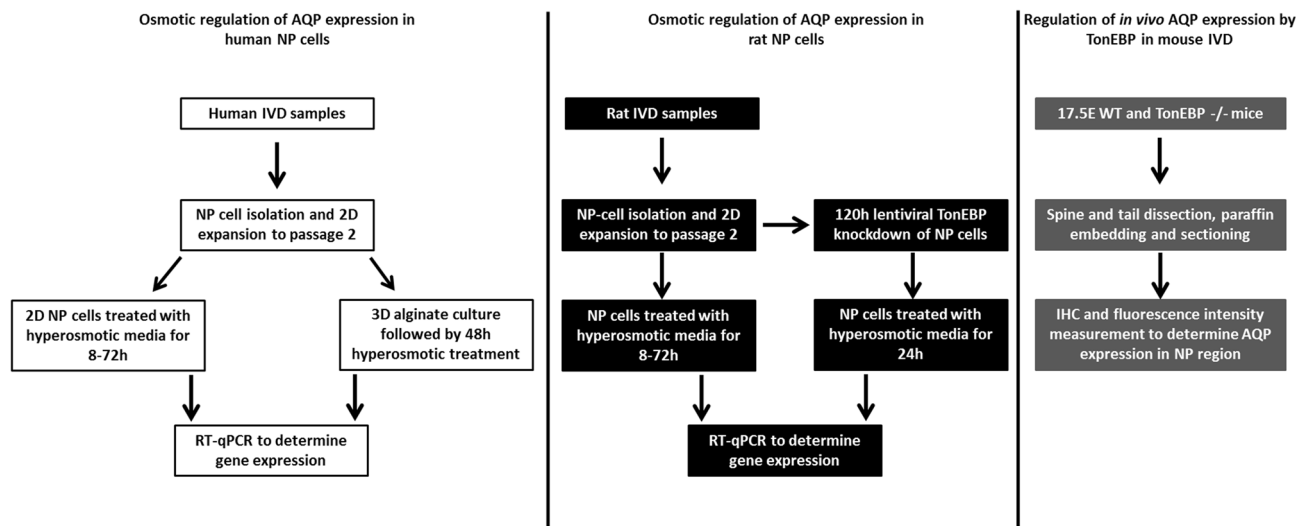 Osmotic regulation of AQP expression in
human NP cells
Human IVD samples
NP cell isolation and 2D
expansion to passage 2
2D NP cells treated with
hyperosmotic media for
8-72h
3D alginate culture
followed by 48h
hyperosmotic treatment
RT-qPCR to determine
gene expression
Osmotic regulation of AQP expression in
rat NP cells
Rat IVD samples
NP-cell isolation and 2D
expansion to passage 2
120h lentiviral TonEBP
knockdown of NP cells
NP cells treated with
hyperosmotic media for
8-72h
NP cells treated with
hyperosmotic media for
24h
RT-qPCR to determine
gene expression
Regulation of in vivo AQP expression by
TonEBP in mouse IVD
17.5E WT and TonEBP -/- mice
Spine and tail dissection, paraffin
embedding and sectioning
IHC and fluorescence intensity
measurement to determine AQP
expression in NP region